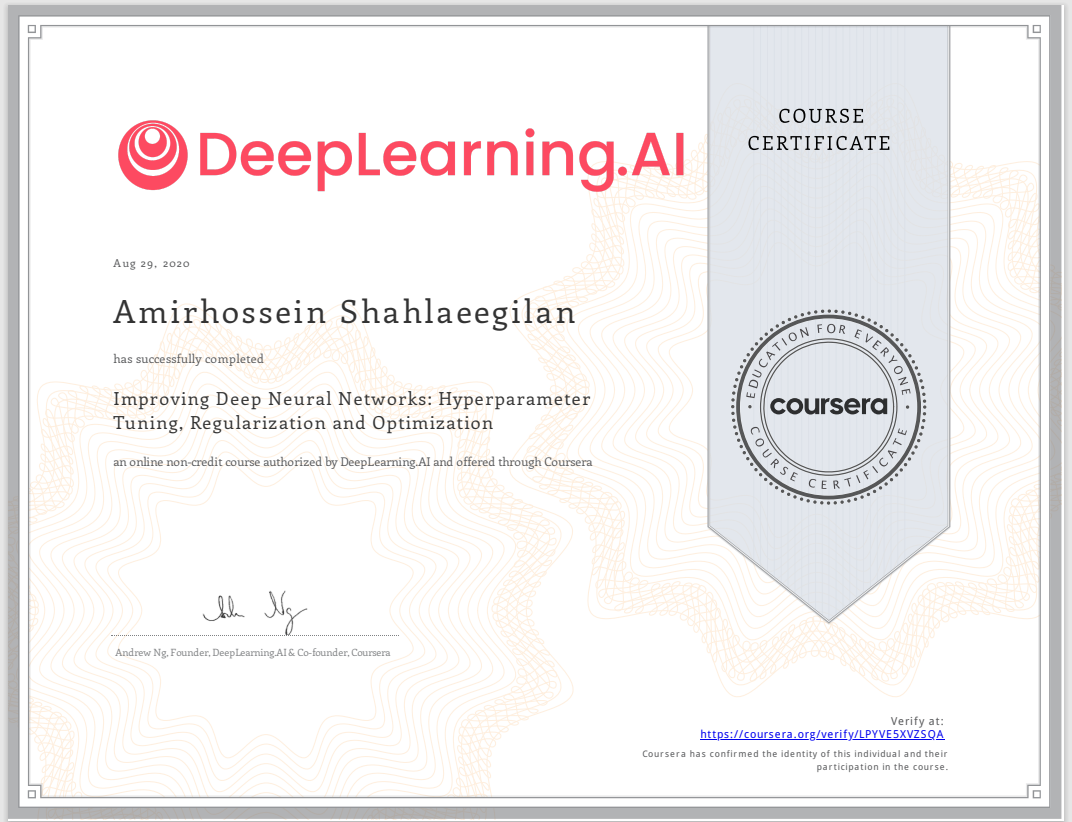 DeepLearning.AI
COURSE
CERTIFICATE
Aug 29, 2020
Amirhossein Shahlaeegilan
has successfully completed
Improving Deep Neural Networks: Hyperparameter
Tuning, Regularization and Optimization
an online non-credit course authorized by DeepLearning.AI and offered through Coursera
EDUCATION FOR EVERYONE
coursera
COURSE CERTIFICATE
Andrew Ng, Founder, DeepLearning.AI & Co-founder, Coursera
Verify at:
https://coursera.org/verify/LPYVE5XVZSQA
Coursera has confirmed the identity of this individual and their
participation in the course.